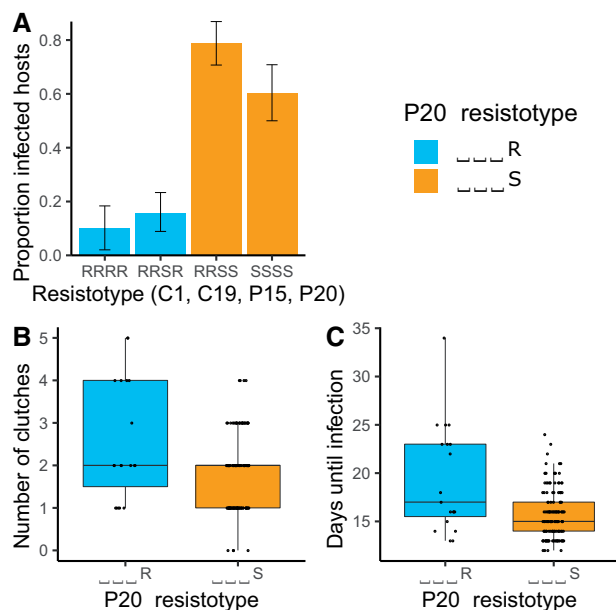 A
Proportion infected hosts
0.8
0.6
0.4
0.2
0.0
RRRR RRSR RRSS SSSS
Resistotype (C1, C19, P15, P20)
P20 resistotype
␣␣␣R
␣␣␣S
B
Number of clutches
5
4
3
2
1
0
␣␣␣R ␣␣␣S
P20 resistotype
C
Days until infection
35
30
25
20
15
␣␣␣R ␣␣␣S
P20 resistotype